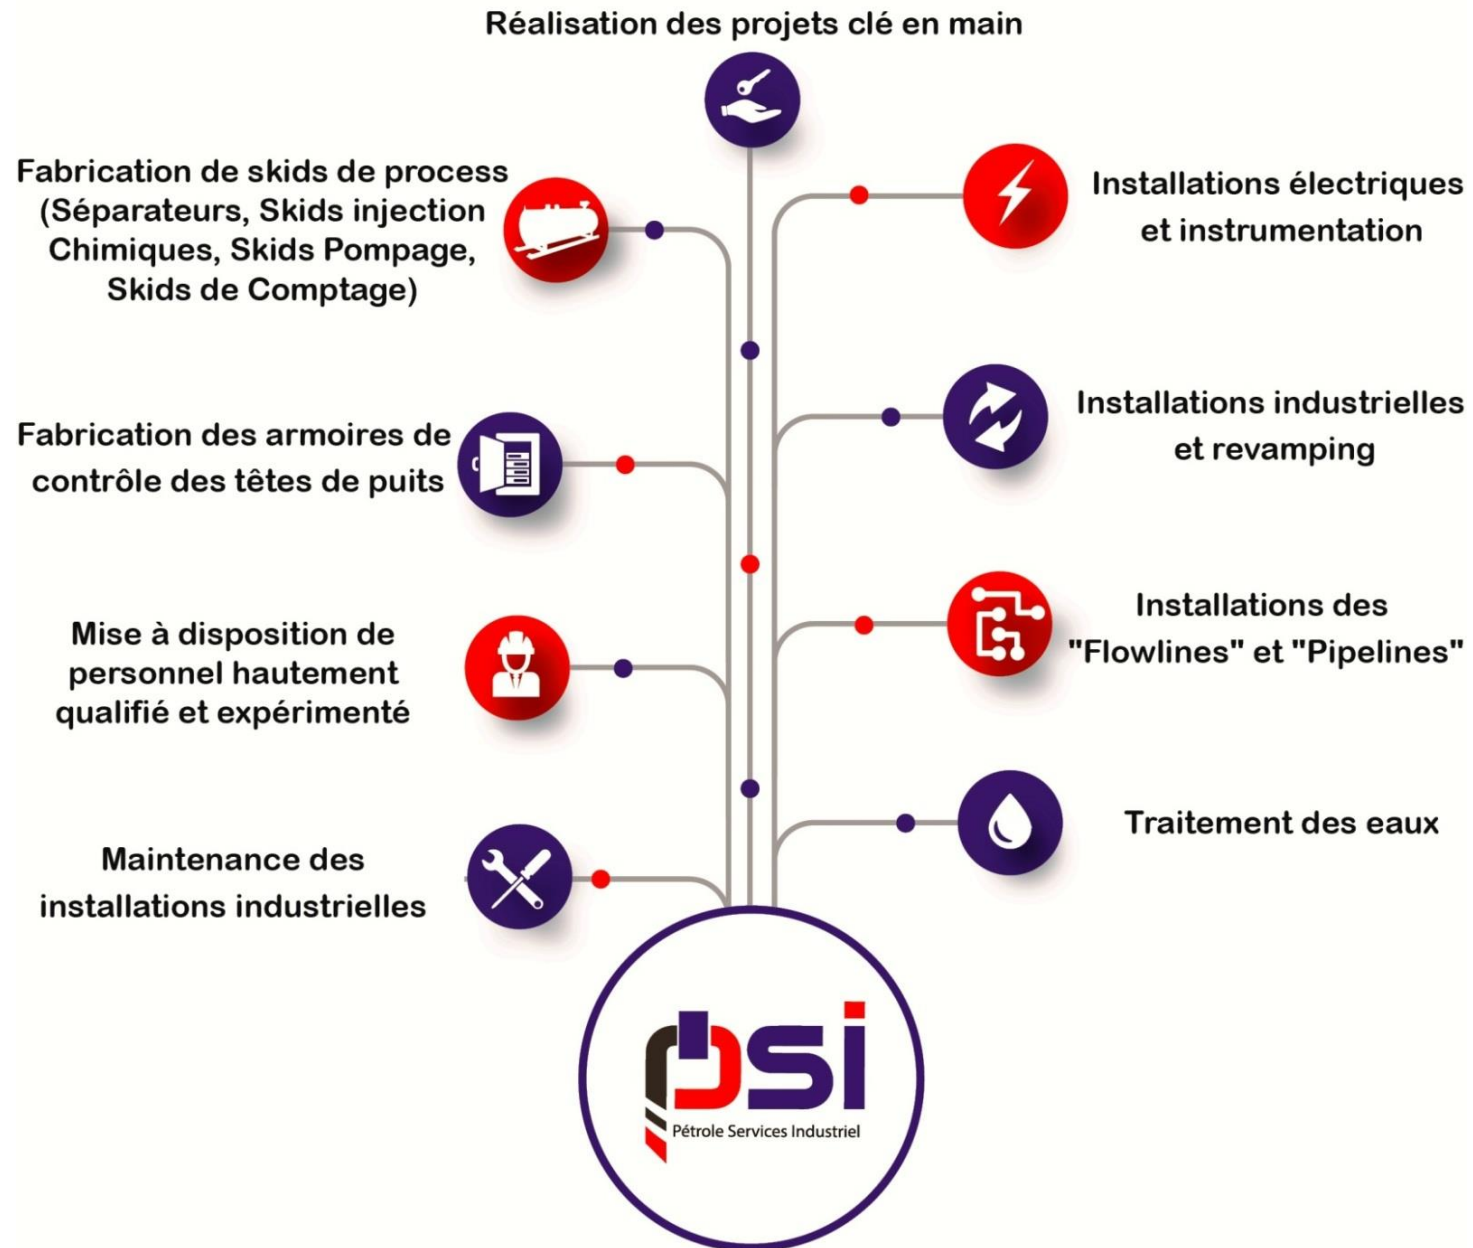 Réalisation des projets clé en main
Fabrication de skids de process
(Séparateurs, Skids injection
Chimiques, Skids Pompage,
Skids de Comptage)
Installations électriques
et instrumentation
Fabrication des armoires de
contrôle des têtes de puits
Installations industrielles
et revamping
Mise à disposition de
personnel hautement
qualifié et expérimenté
Installations des
"Flowlines" et "Pipelines"
Maintenance des
installations industrielles
Traitement des eaux
psi
Pétrole Services Industriel